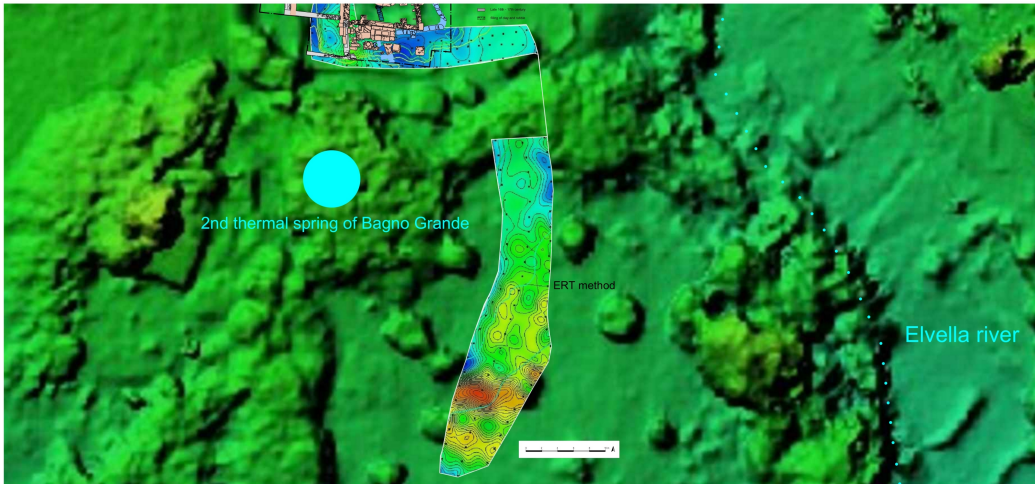 2nd thermal spring of Bagno Grande
ERT method
Elvella river